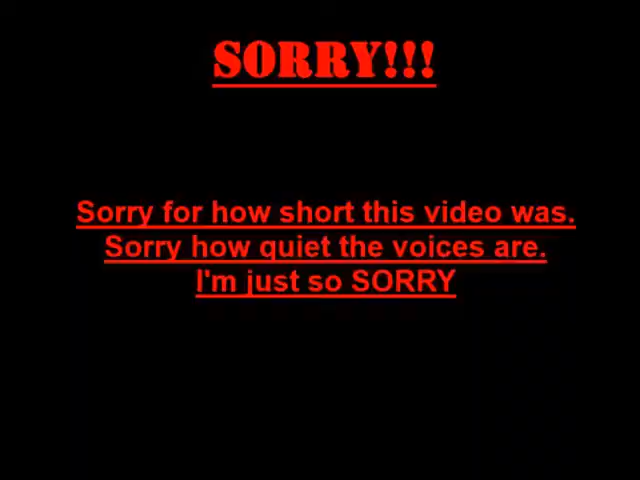 SORRY!!!
Sorry for how short this video was.
Sorry how quiet the voices are.
I'm just so SORRY